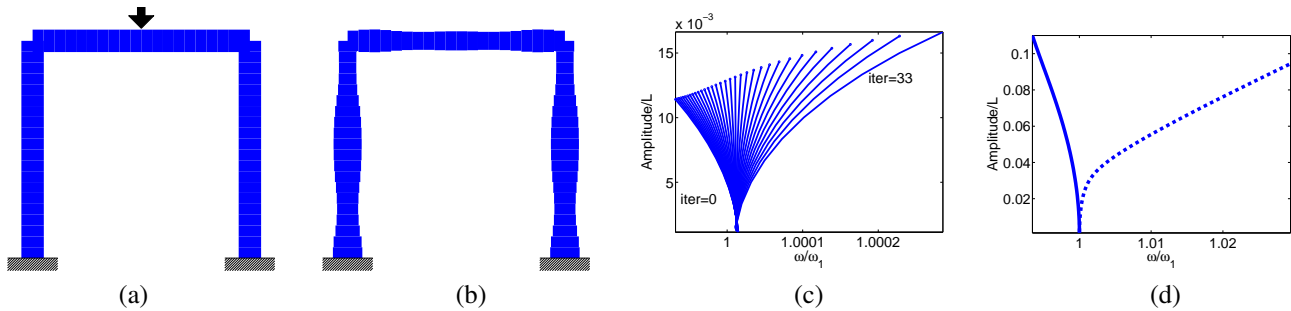 x 10⁻³
15
10
5
Amplitude/L
iter=33
iter=0
1
1.0001
1.0002
ω/ω₁
0.1
0.08
0.06
0.04
0.02
Amplitude/L
1
1.01
1.02
ω/ω₁
(a)
(b)
(c)
(d)